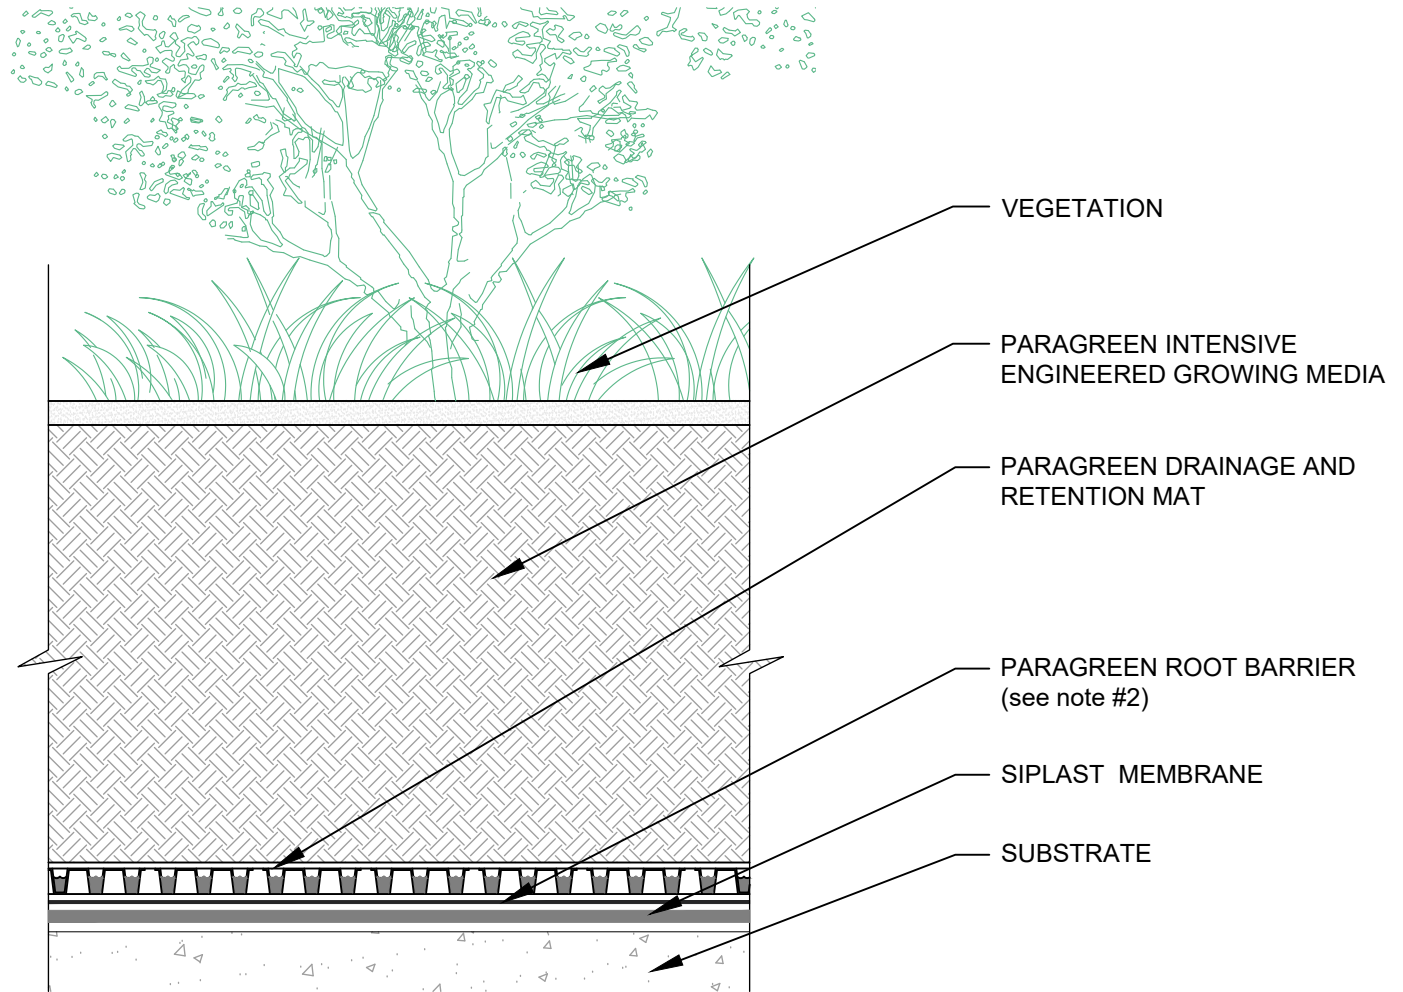 VEGETATION
PARAGREEN INTENSIVE
ENGINEERED GROWING MEDIA
PARAGREEN DRAINAGE AND
RETENTION MAT
PARAGREEN ROOT BARRIER
(see note #2)
SIPLAST  MEMBRANE
SUBSTRATE